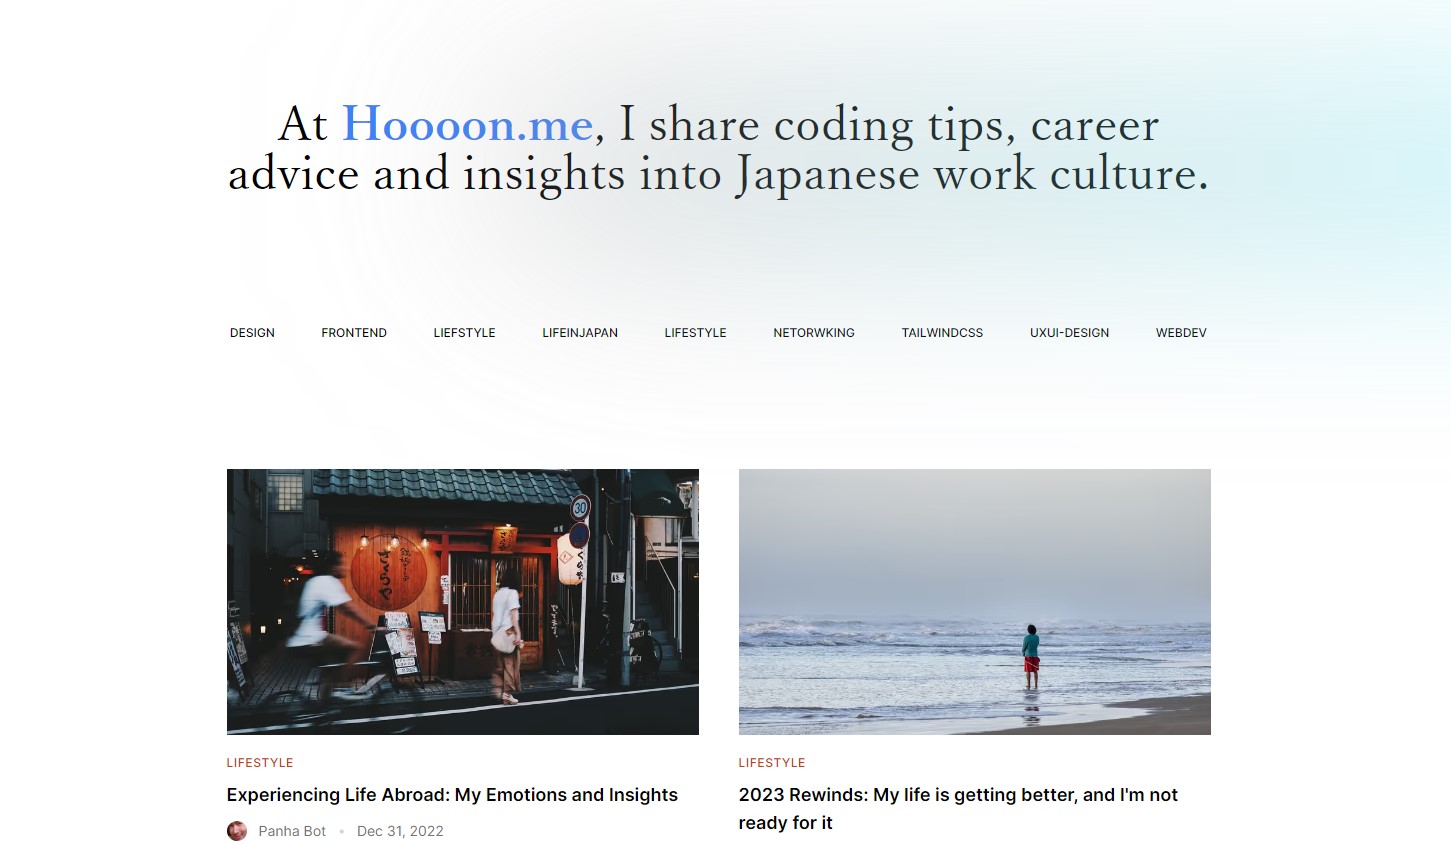 At Hoooon.me, I share coding tips, career
advice and insights into Japanese work culture.
DESIGN FRONTEND LIEFSTYLE LIFEINJAPAN LIFESTYLE NETORWKING TAILWINDCSS UXUI-DESIGN WEBDEV
30
LIFESTYLE
Experiencing Life Abroad: My Emotions and Insights
Panha Bot • Dec 31, 2022
LIFESTYLE
2023 Rewinds: My life is getting better, and I'm not
ready for it